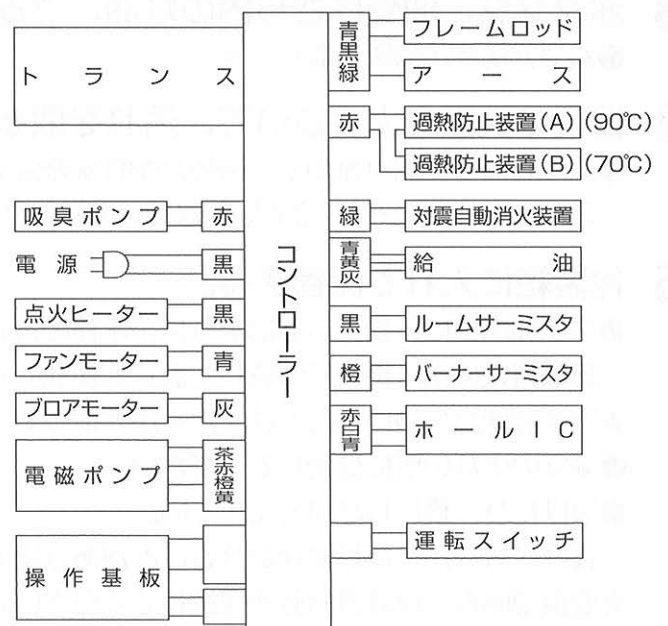 トランス
吸臭ポンプ 赤
電源 黒
点火ヒーター 黒
ファンモーター 青
ブロアモーター 灰
電磁ポンプ 茶赤橙黄
操作基板
コントローラー
青黒緑 フレームロッド
アース
赤 過熱防止装置(A)(90℃)
過熱防止装置(B)(70℃)
緑 対震自動消火装置
青黄灰 給油
黒 ルームサーミスタ
橙 バーナーサーミスタ
赤白青 ホールIC
運転スイッチ